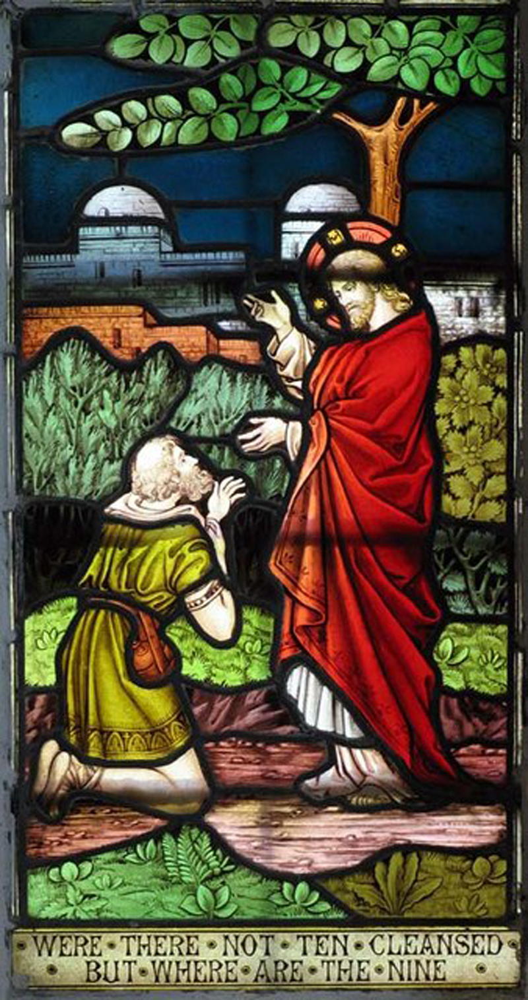 WERE • THERE • NOT • TEN • CLEANSED
BUT • WHERE • ARE • THE • NINE